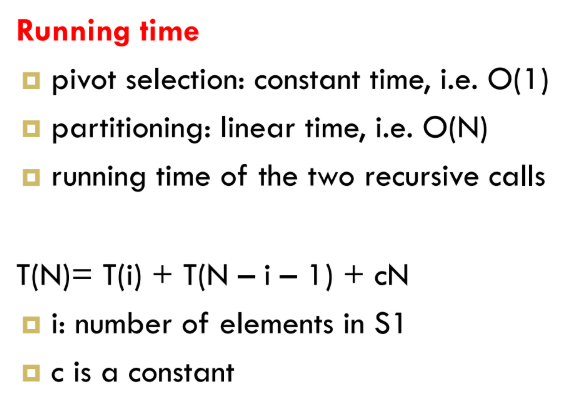 Running time
pivot selection: constant time, i.e. O(1)
partitioning: linear time, i.e. O(N)
running time of the two recursive calls
T(N)= T(i) + T(N – i – 1) + cN
i: number of elements in S1
c is a constant